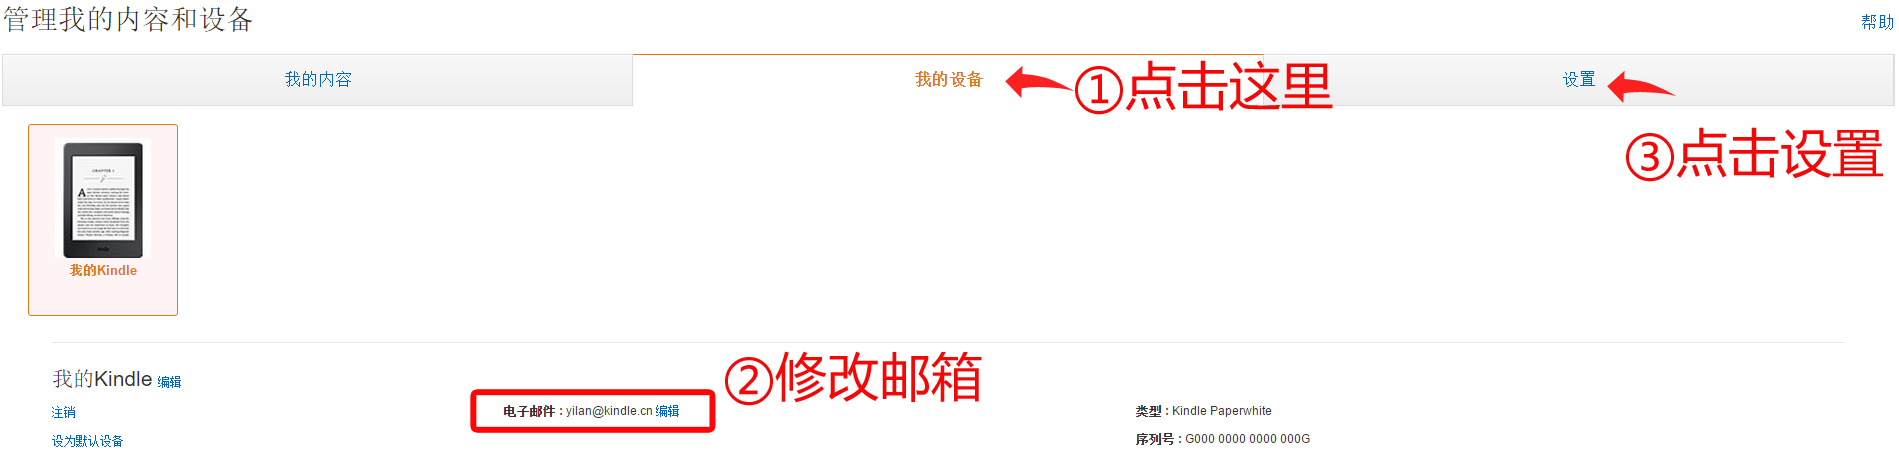 管理我的内容和设备
帮助
我的内容
我的设备
①点击这里
设置
③点击设置
CHAPTER 1
A
kindle
我的Kindle
我的Kindle 编辑
②修改邮箱
注销
电子邮件 : yilan@kindle.cn 编辑
类型 : Kindle Paperwhite
设为默认设备
序列号 : G000 0000 0000 000G